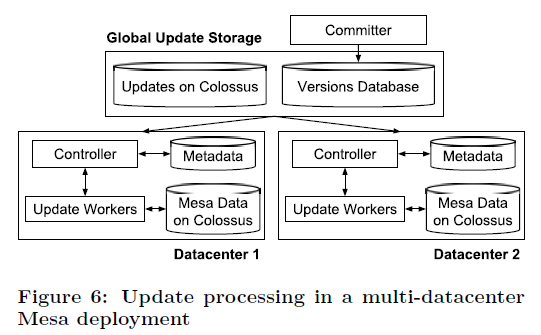 Committer
Global Update Storage
Updates on Colossus
Versions Database
Controller
Metadata
Update Workers
Mesa Data
on Colossus
Datacenter 1
Controller
Metadata
Update Workers
Mesa Data
on Colossus
Datacenter 2
Figure 6: Update processing in a multi-datacenter
Mesa deployment